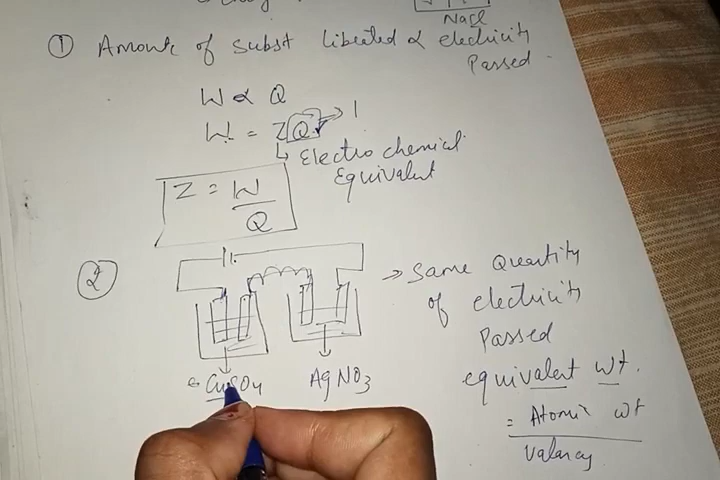 NaCl
① Amount of Subst liberated α electricity
Passed
W α Q
W = ZQ → 1
↳ Electro chemical
Equivalent
Z = W
Q
②
→ Same Quantity
of electricity
Passed
equivalent wt.
= Atomic wt
Valancy
CuSO4
AgNO3